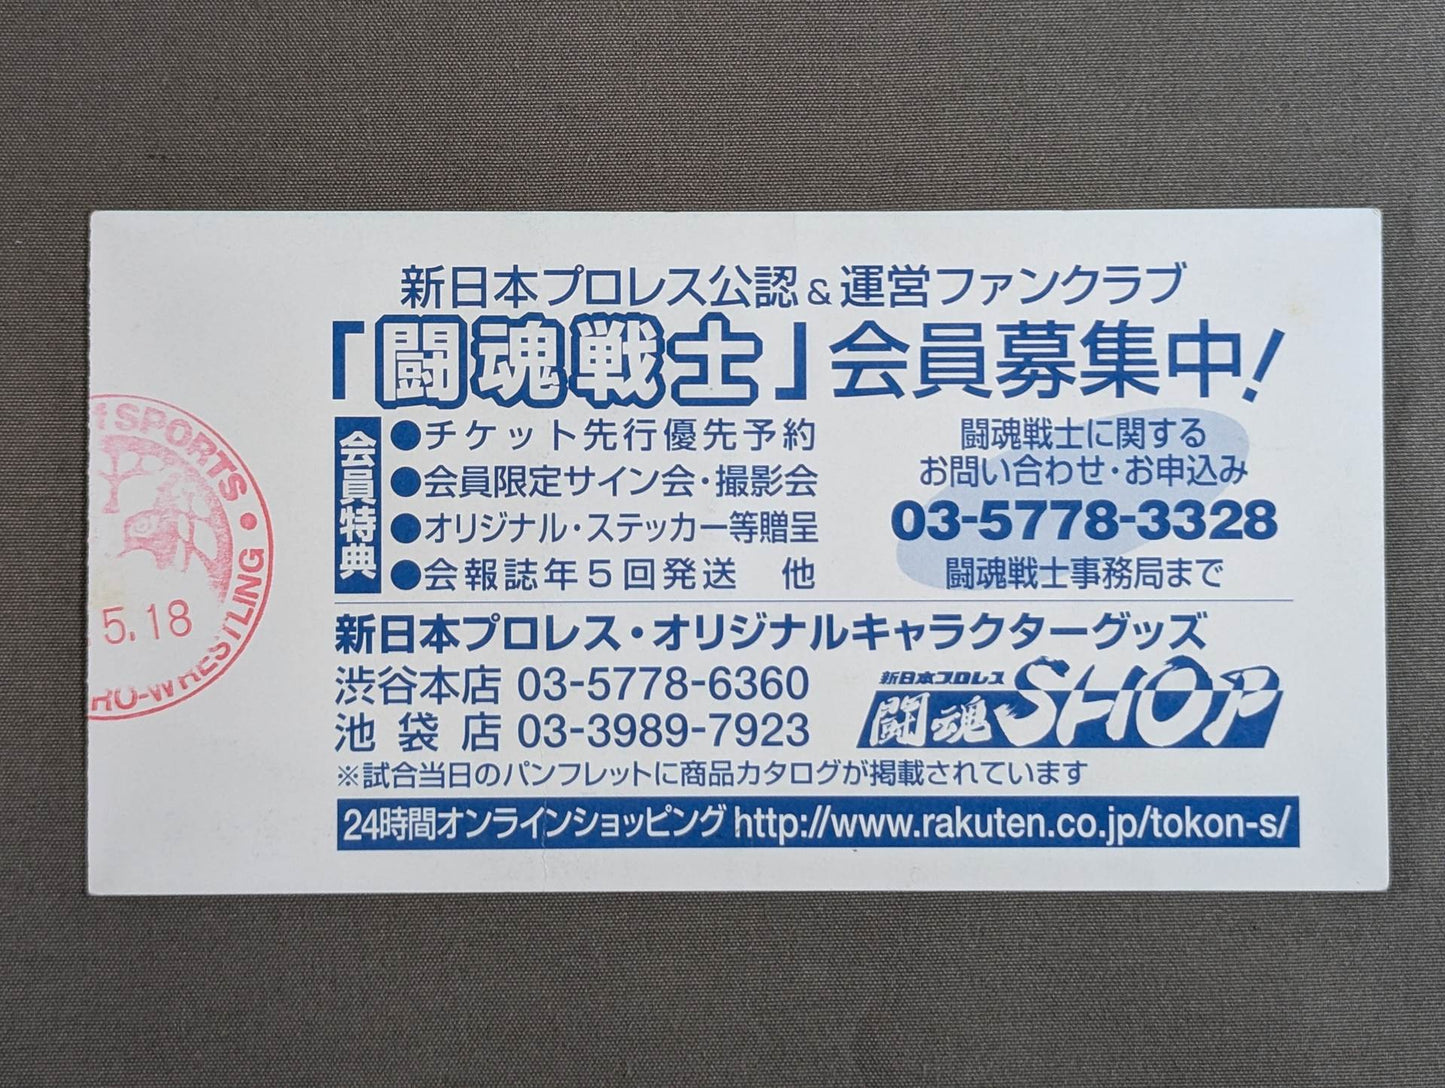 新日本プロレス公認&運営ファンクラブ
「闘魂戦士」会員募集中!
会員特典
●チケット先行優先予約
●会員限定サイン会・撮影会
●オリジナル・ステッカー等贈呈
●会報誌年5回発送 他
闘魂戦士に関する
お問い合わせ・お申込み
03-5778-3328
闘魂戦士事務局まで
新日本プロレス・オリジナルキャラクターグッズ
渋谷本店 03-5778-6360
池袋店 03-3989-7923
新日本プロレス
闘魂SHOP
※試合当日のパンフレットに商品カタログが掲載されています
24時間オンラインショッピング http://www.rakuten.co.jp/tokon-s/
SPORTS
5.18
RO-WRESTLING